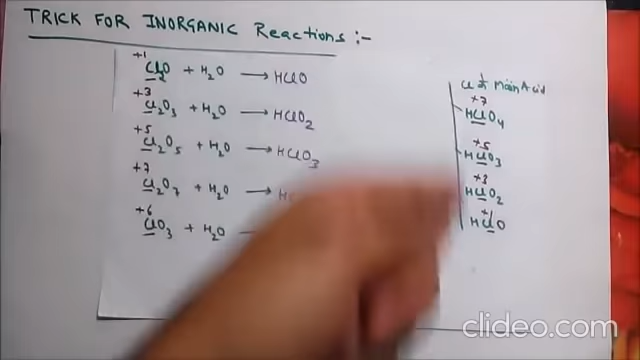 TRICK FOR INORGANIC Reactions :-
+1
Cl2O + H2O → HClO
+3
Cl2O3 + H2O → HClO2
+5
Cl2O5 + H2O → HClO3
+7
Cl2O7 + H2O →
+6
ClO3 + H2O
Main Acid
+7
HClO4
+5
HClO3
+3
HClO2
+1
HClO
clideo.com